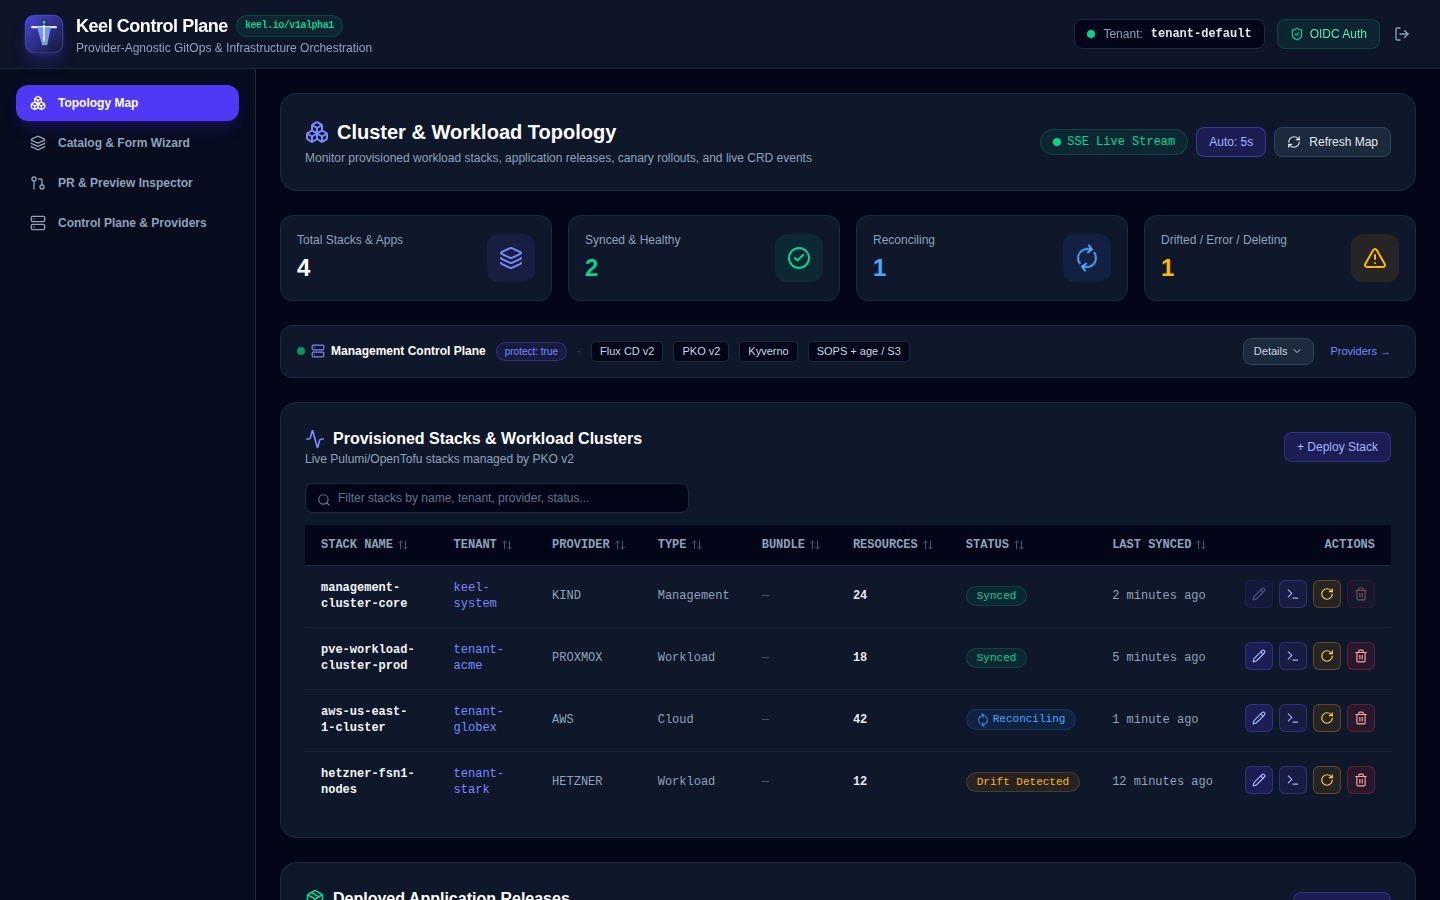 Keel Control Plane keel.io/v1alpha1
Provider-Agnostic GitOps & Infrastructure Orchestration
Tenant: tenant-default
OIDC Auth
Topology Map
Catalog & Form Wizard
PR & Preview Inspector
Control Plane & Providers
Cluster & Workload Topology
Monitor provisioned workload stacks, application releases, canary rollouts, and live CRD events
SSE Live Stream
Auto: 5s
Refresh Map
Total Stacks & Apps
4
Synced & Healthy
2
Reconciling
1
Drifted / Error / Deleting
1
Management Control Plane protect: true · Flux CD v2 PKO v2 Kyverno SOPS + age / S3
Details
Providers →
Provisioned Stacks & Workload Clusters
Live Pulumi/OpenTofu stacks managed by PKO v2
+ Deploy Stack
Filter stacks by name, tenant, provider, status...
STACK NAME TENANT PROVIDER TYPE BUNDLE RESOURCES STATUS LAST SYNCED ACTIONS
management-
cluster-core
keel-
system
KIND Management — 24 Synced 2 minutes ago
pve-workload-
cluster-prod
tenant-
acme
PROXMOX Workload — 18 Synced 5 minutes ago
aws-us-east-
1-cluster
tenant-
globex
AWS Cloud — 42 Reconciling 1 minute ago
hetzner-fsn1-
nodes
tenant-
stark
HETZNER Workload — 12 Drift Detected 12 minutes ago
Deployed Application Releases